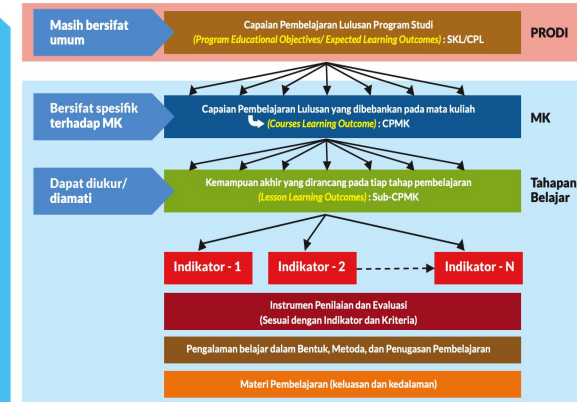 Masih bersifat
umum
Capaian Pembelajaran Lulusan Program Studi
(Program Educational Objectives/ Expected Learning Outcomes) : SKL/CPL
PRODI
Bersifat spesifik
terhadap MK
Capaian Pembelajaran Lulusan yang dibebankan pada mata kuliah
(Courses Learning Outcome) : CPMK
MK
Dapat diukur/
diamati
Kemampuan akhir yang dirancang pada tiap tahap pembelajaran
(Lesson Learning Outcomes) : Sub-CPMK
Tahapan
Belajar
Indikator - 1
Indikator - 2
Indikator - N
Instrumen Penilaian dan Evaluasi
(Sesuai dengan Indikator dan Kriteria)
Pengalaman belajar dalam Bentuk, Metoda, dan Penugasan Pembelajaran
Materi Pembelajaran (keluasan dan kedalaman)